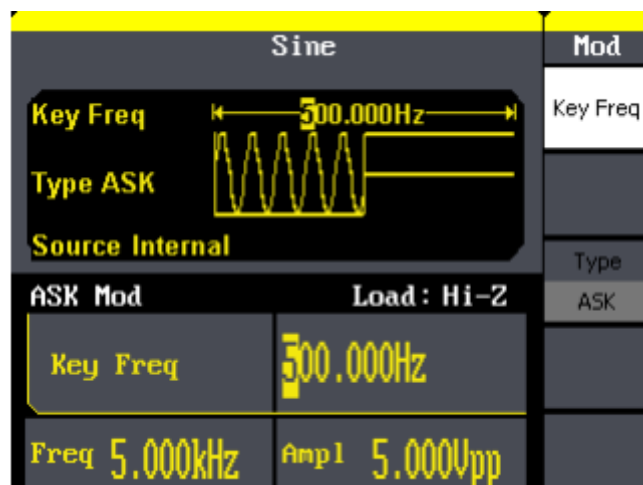 Sine
Mod
Key Freq
500.000Hz
Key Freq
Type ASK
Source Internal
Type
ASK
ASK Mod
Load: Hi-Z
Key Freq
500.000Hz
Freq 5.000kHz
Ampl 5.000Vpp